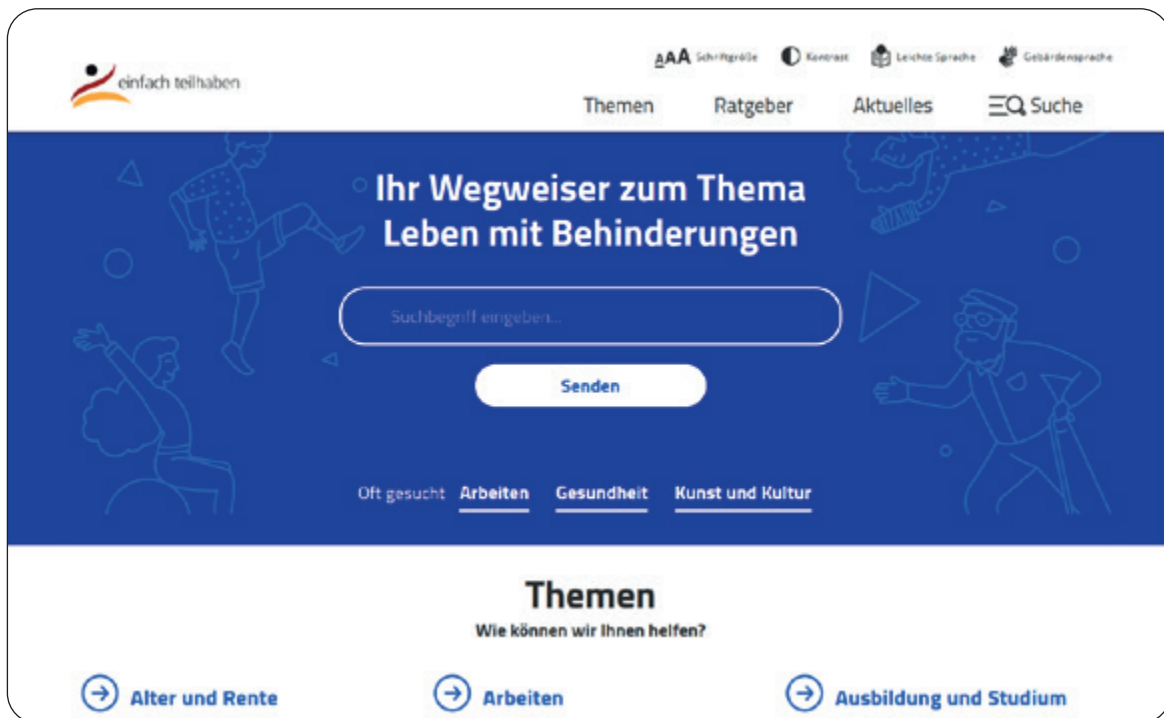 einfach teilhaben
AAA Schriftgröße Kontrast Leichte Sprache Gebärdensprache
Themen Ratgeber Aktuelles Suche
Ihr Wegweiser zum Thema
Leben mit Behinderungen
Suchbegriff eingeben...
Senden
Oft gesucht Arbeiten Gesundheit Kunst und Kultur
Themen
Wie können wir Ihnen helfen?
Alter und Rente Arbeiten Ausbildung und Studium